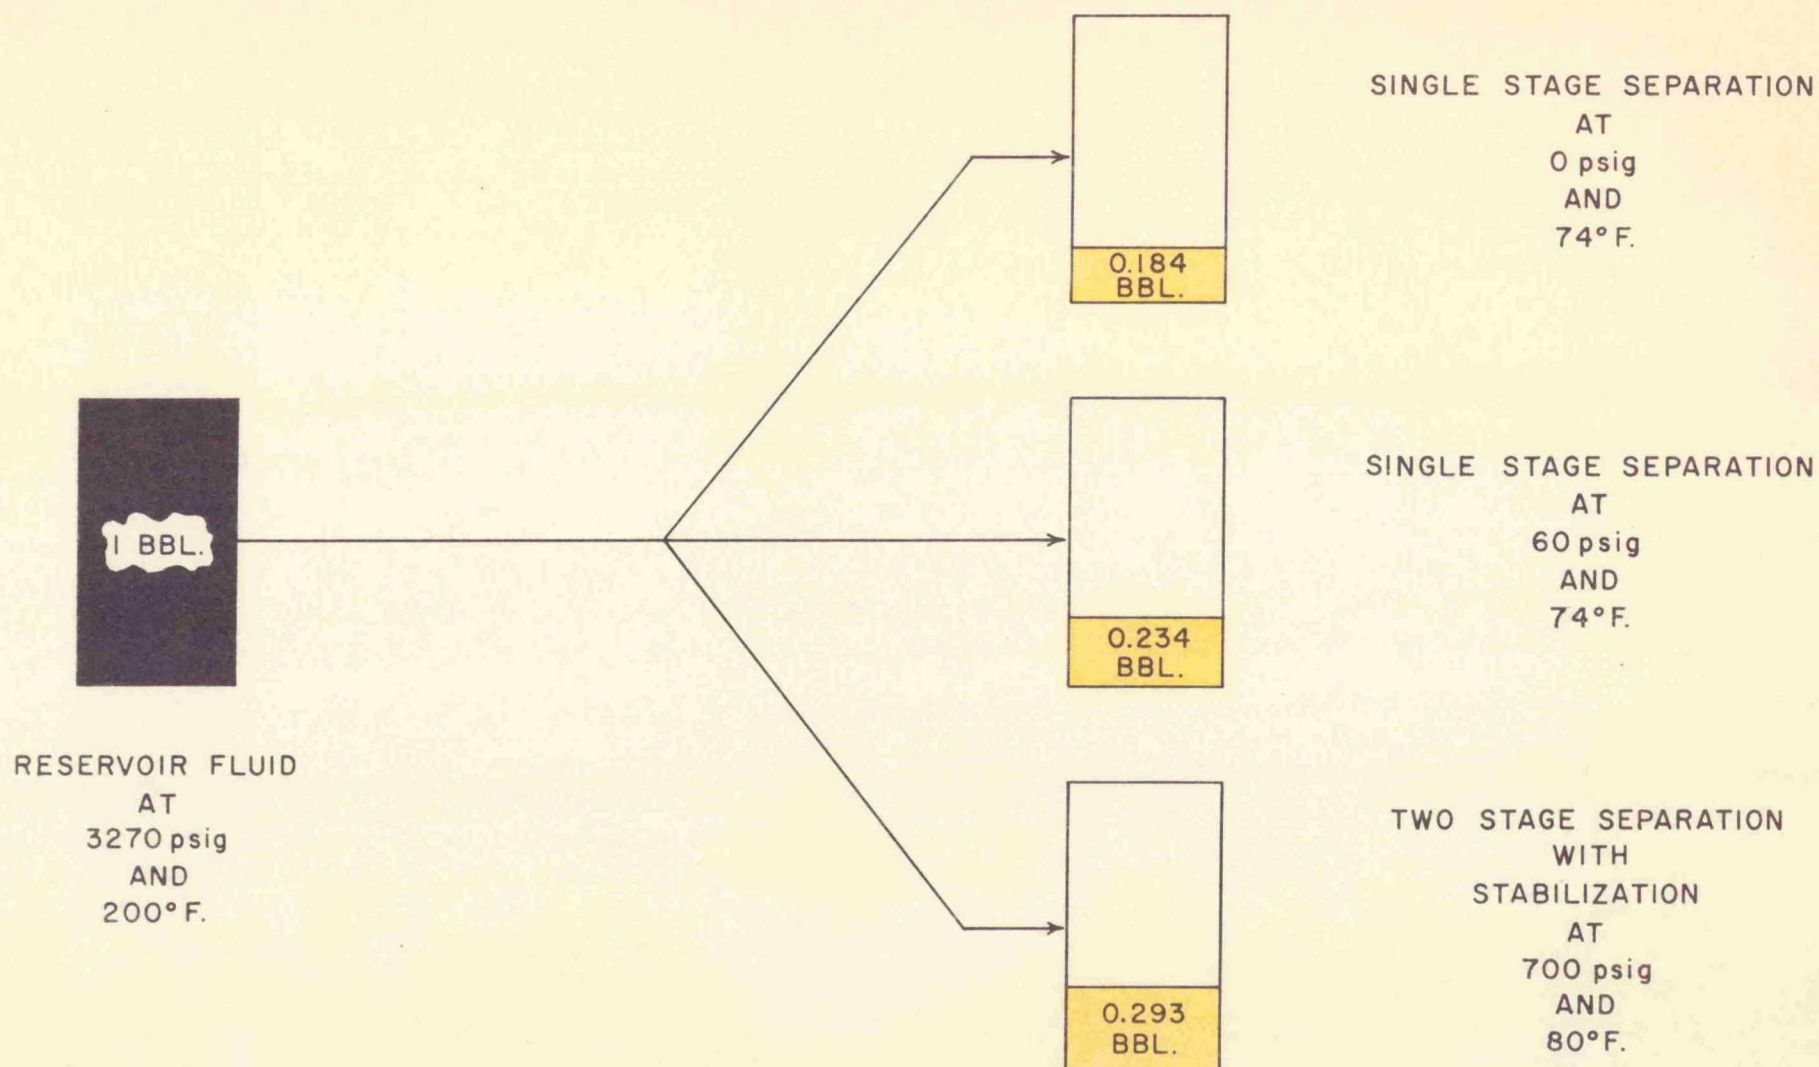 SINGLE STAGE SEPARATION
AT
0 psig
AND
74°F.
0.184
BBL.
SINGLE STAGE SEPARATION
AT
60 psig
AND
74°F.
0.234
BBL.
1 BBL.
RESERVOIR FLUID
AT
3270 psig
AND
200°F.
TWO STAGE SEPARATION
WITH
STABILIZATION
AT
700 psig
AND
80°F.
0.293
BBL.